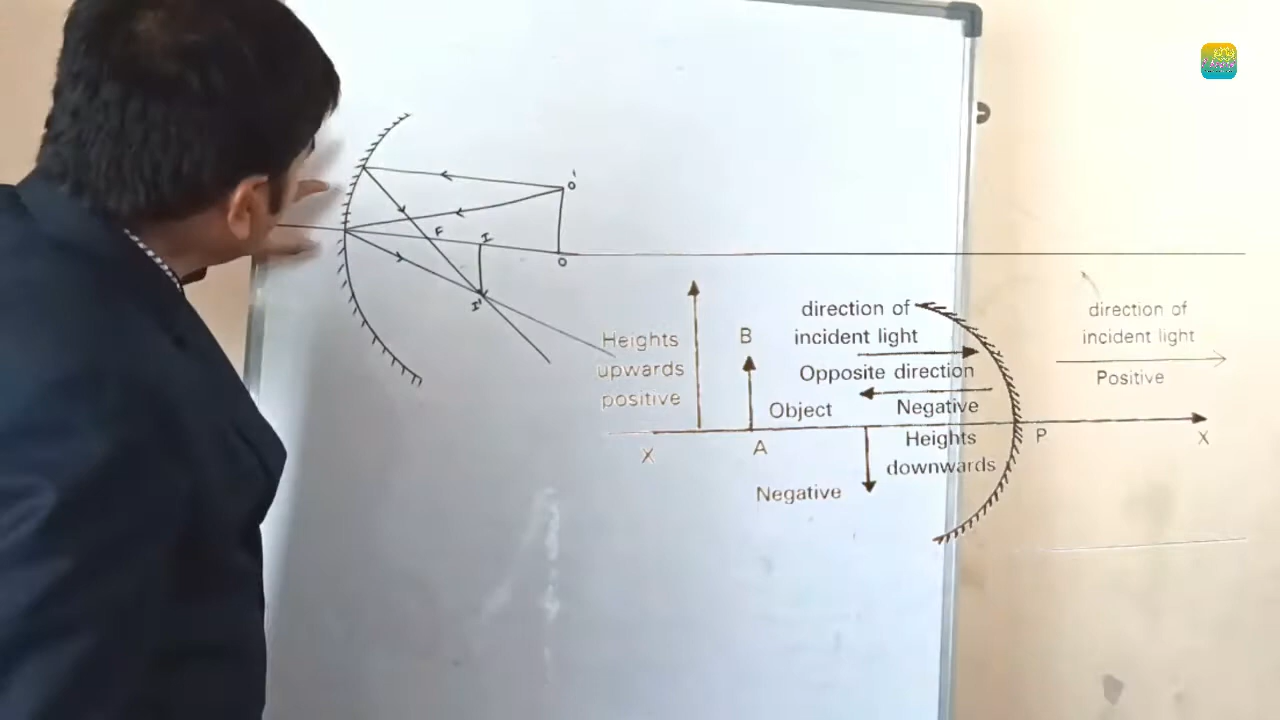 O'
F
I
O
I'
Heights
upwards
positive
B
A
X
Object
direction of
incident light
Opposite direction
Negative
Heights
downwards
Negative
P
direction of
incident light
Positive
X